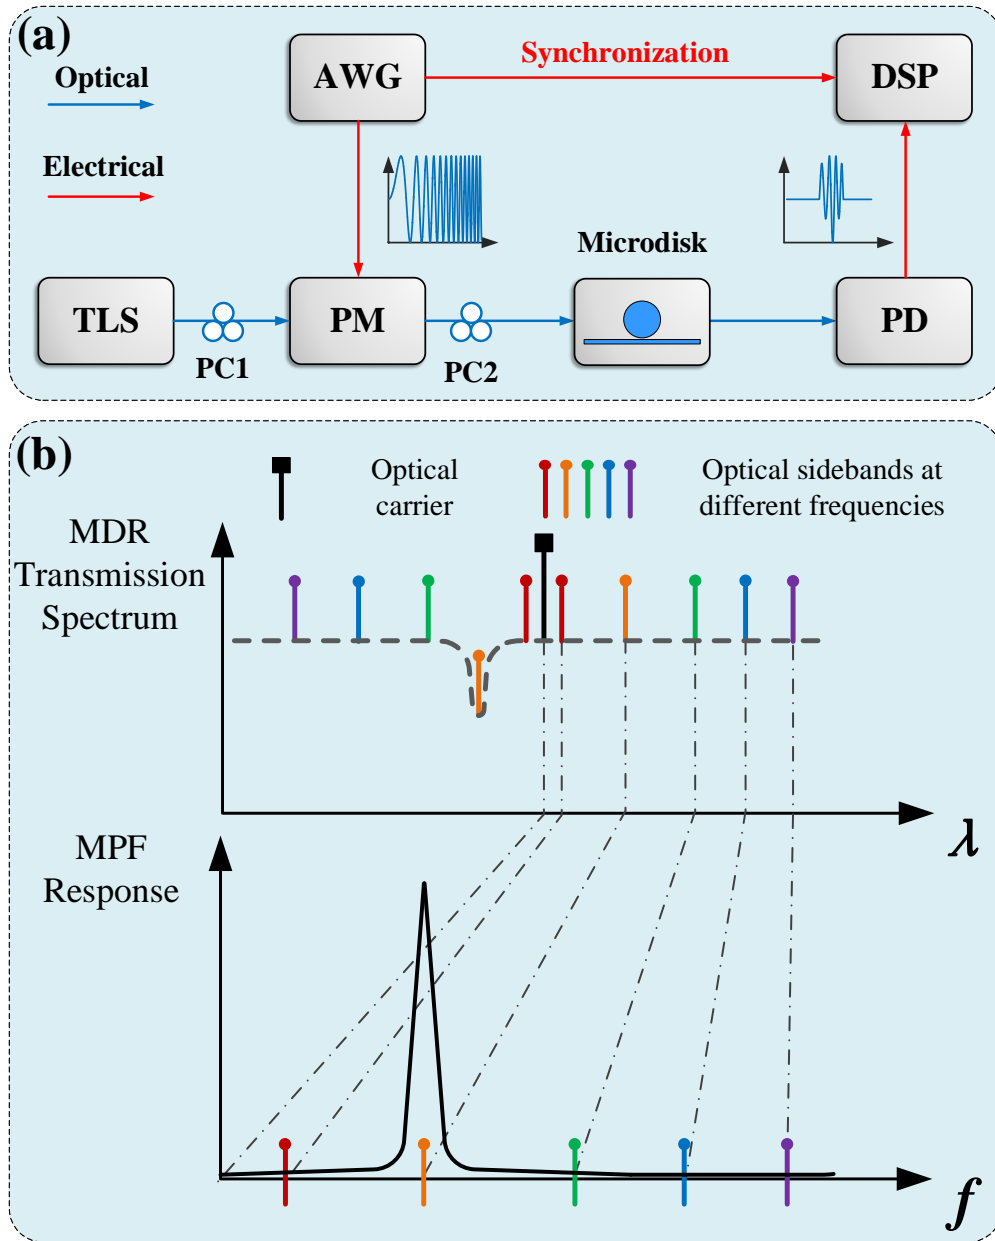 (a)
Optical
Electrical
AWG
Synchronization
DSP
Microdisk
TLS
PC1
PM
PC2
PD
(b)
Optical
carrier
Optical sidebands at
different frequencies
MDR
Transmission
Spectrum
λ
MPF
Response
f